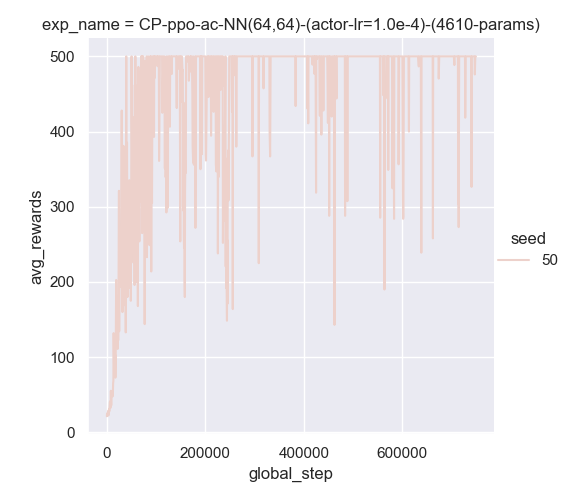 exp_name = CP-ppo-ac-NN(64,64)-(actor-lr=1.0e-4)-(4610-params)
500
400
300
200
100
0
avg_rewards
0 200000 400000 600000
global_step
seed
50